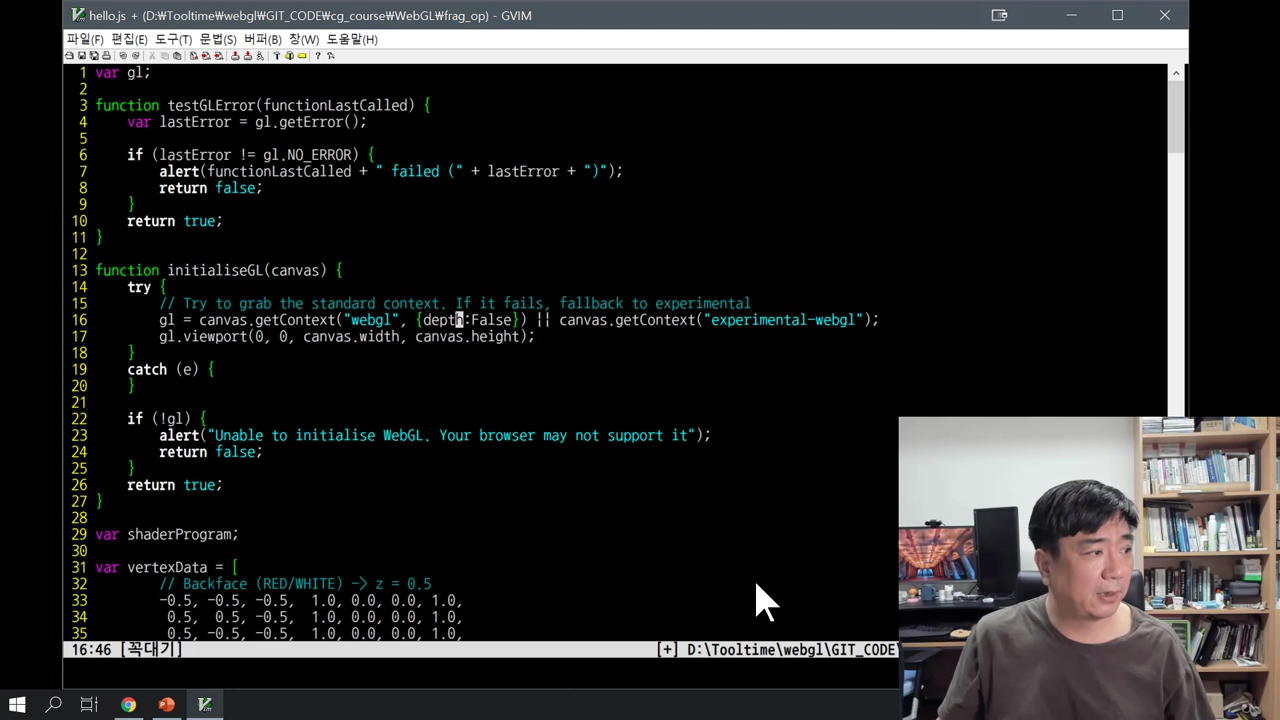 hello.js + (D:₩Tooltime₩webgl₩GIT_CODE₩cg_course₩WebGL₩frag_op) - GVIM
파일(F) 편집(E) 도구(T) 문법(S) 버퍼(B) 창(W) 도움말(H)
1 var gl;
2
3 function testGLError(functionLastCalled) {
4 var lastError = gl.getError();
5
6 if (lastError != gl.NO_ERROR) {
7 alert(functionLastCalled + " failed (" + lastError + ")");
8 return false;
9 }
10 return true;
11 }
12
13 function initialiseGL(canvas) {
14 try {
15 // Try to grab the standard context. If it fails, fallback to experimental
16 gl = canvas.getContext("webgl", {depth:False}) || canvas.getContext("experimental-webgl");
17 gl.viewport(0, 0, canvas.width, canvas.height);
18 }
19 catch (e) {
20 }
21
22 if (!gl) {
23 alert("Unable to initialise WebGL. Your browser may not support it");
24 return false;
25 }
26 return true;
27 }
28
29 var shaderProgram;
30
31 var vertexData = [
32 // Backface (RED/WHITE) -> z = 0.5
33 -0.5, -0.5, -0.5, 1.0, 0.0, 0.0, 1.0,
34 0.5, 0.5, -0.5, 1.0, 0.0, 0.0, 1.0,
35 0.5, -0.5, -0.5, 1.0, 0.0, 0.0, 1.0,
16:46 [꼭대기] [+] D:\Tooltime\webgl\GIT_CODE